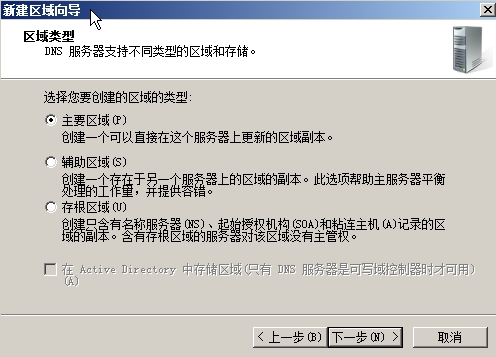 新建区域向导
区域类型
DNS 服务器支持不同类型的区域和存储。
选择您要创建的区域的类型:
主要区域(P)
创建一个可以直接在这个服务器上更新的区域副本。
辅助区域(S)
创建一个存在于另一个服务器上的区域的副本。此选项帮助主服务器平衡
处理的工作量，并提供容错。
存根区域(U)
创建只含有名称服务器(NS)、起始授权机构(SOA)和粘连主机(A)记录的区
域的副本。含有存根区域的服务器对该区域没有主管权。
在 Active Directory 中存储区域(只有 DNS 服务器是可写域控制器时才可用)
(A)
< 上一步(B) 下一步(N) > 取消